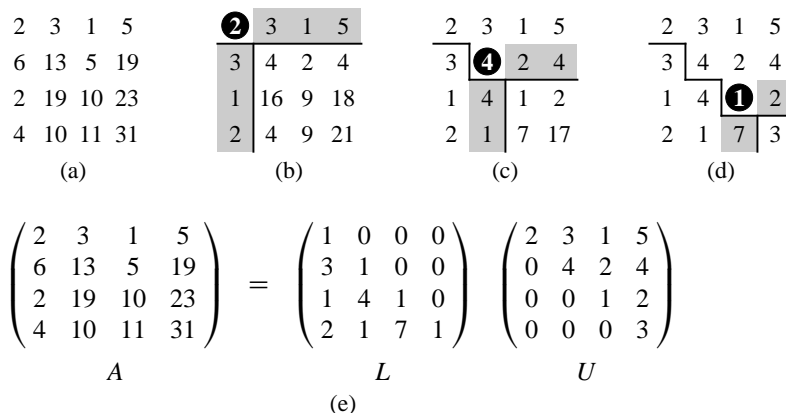 2 3 1 5 2 3 1 5 2 3 1 5 2 3 1 5
6 13 5 19 3 4 2 4 3 4 2 4 3 4 2 4
2 19 10 23 1 16 9 18 1 4 1 2 1 4 1 2
4 10 11 31 2 4 9 21 2 1 7 17 2 1 7 3
(a) (b) (c) (d)
( 2 3 1 5 ) ( 1 0 0 0 ) ( 2 3 1 5 )
( 6 13 5 19 ) = ( 3 1 0 0 ) ( 0 4 2 4 )
( 2 19 10 23 ) ( 1 4 1 0 ) ( 0 0 1 2 )
( 4 10 11 31 ) ( 2 1 7 1 ) ( 0 0 0 3 )
A L U
(e)